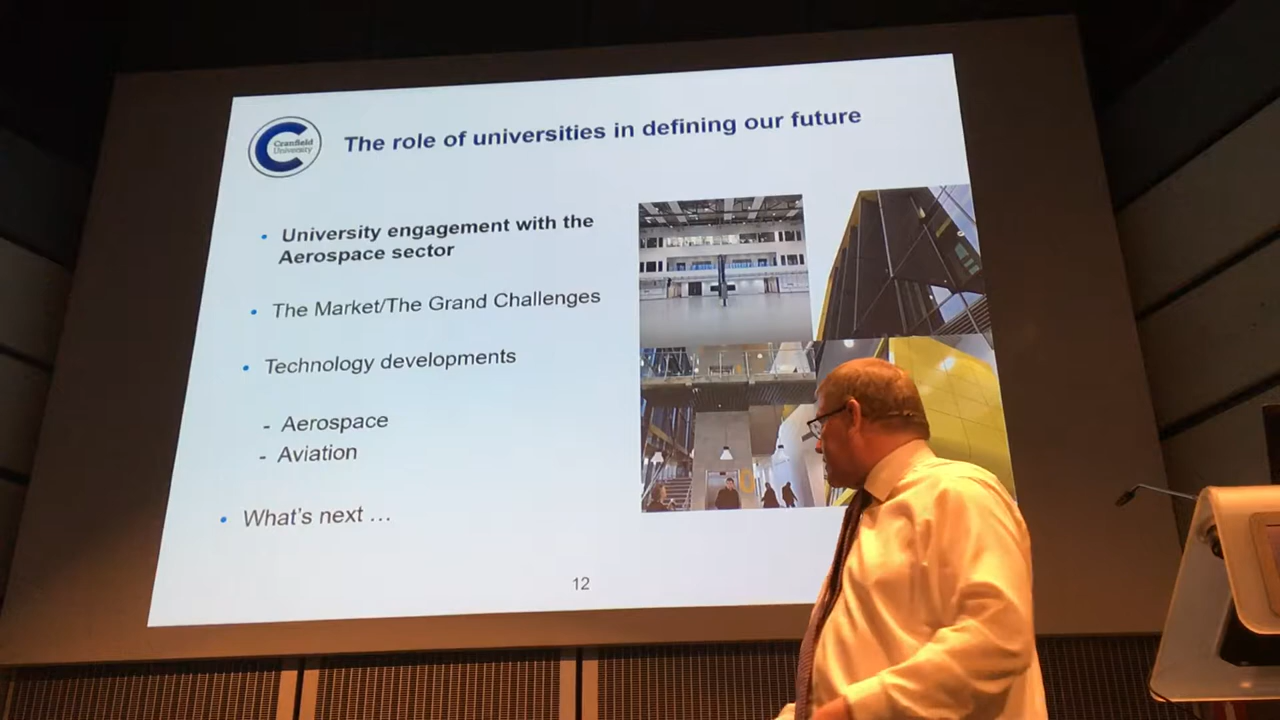 Cranfield
University
The role of universities in defining our future
• University engagement with the
Aerospace sector
• The Market/The Grand Challenges
• Technology developments
- Aerospace
- Aviation
• What's next …
12